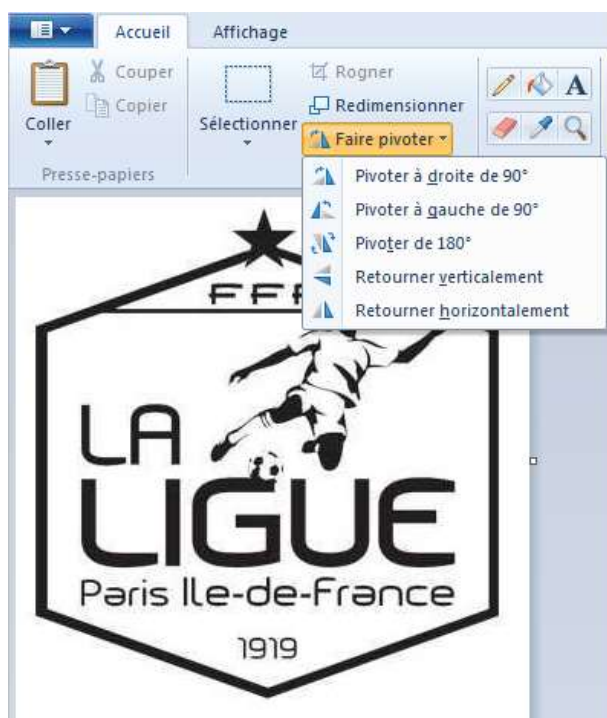 Accueil Affichage
Couper
Copier
Coller
Presse-papiers
Sélectionner
Rogner
Redimensionner
Faire pivoter
A
Pivoter à droite de 90°
Pivoter à gauche de 90°
Pivoter de 180°
Retourner verticalement
Retourner horizontalement
LA
LIGUE
Paris Ile-de-France
1919